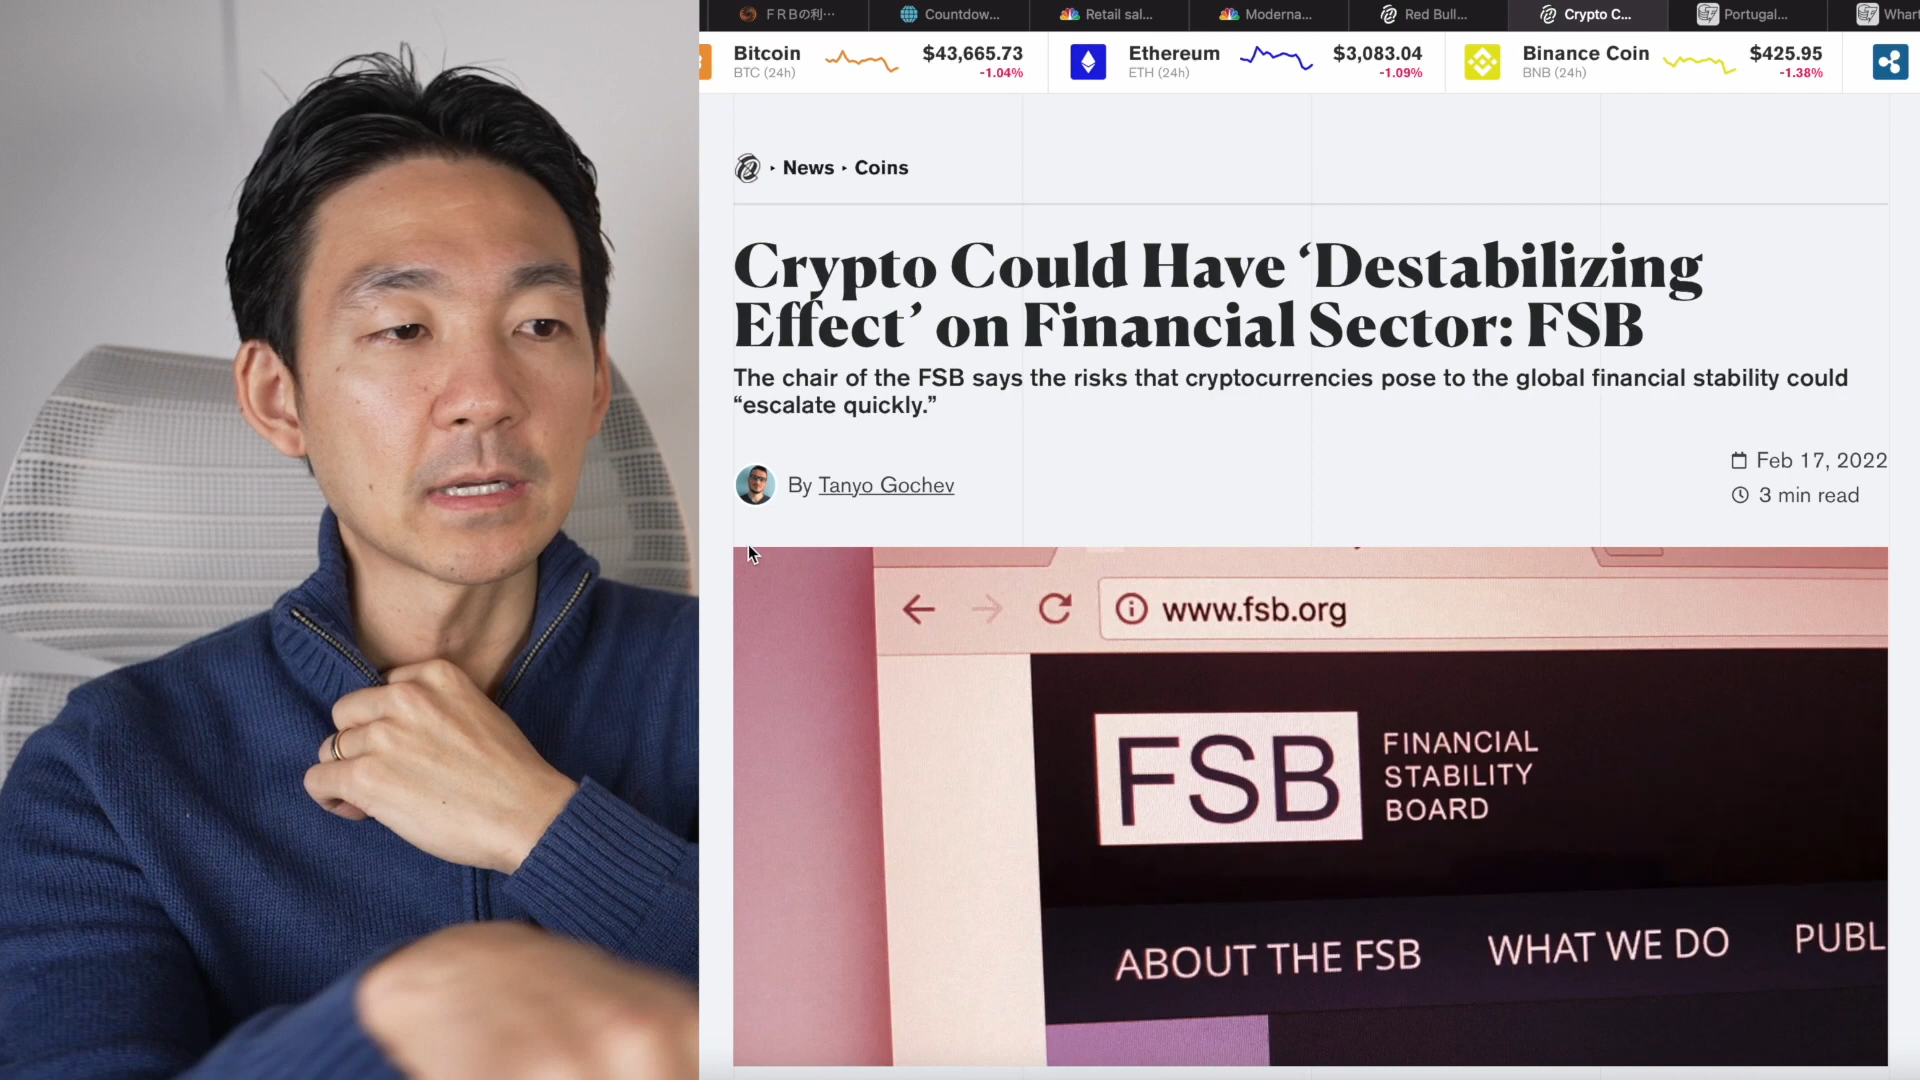 FRBの利…
Countdow...
Retail sal...
Moderna...
Red Bull...
Crypto C...
Portugal...
Whart
Bitcoin
BTC (24h)
$43,665.73
-1.04%
Ethereum
ETH (24h)
$3,083.04
-1.09%
Binance Coin
BNB (24h)
$425.95
-1.38%
News
Coins
Crypto Could Have ‘Destabilizing
Effect’ on Financial Sector: FSB
The chair of the FSB says the risks that cryptocurrencies pose to the global financial stability could
“escalate quickly.”
By Tanyo Gochev
Feb 17, 2022
3 min read
www.fsb.org
FSB
FINANCIAL
STABILITY
BOARD
ABOUT THE FSB
WHAT WE DO
PUBL